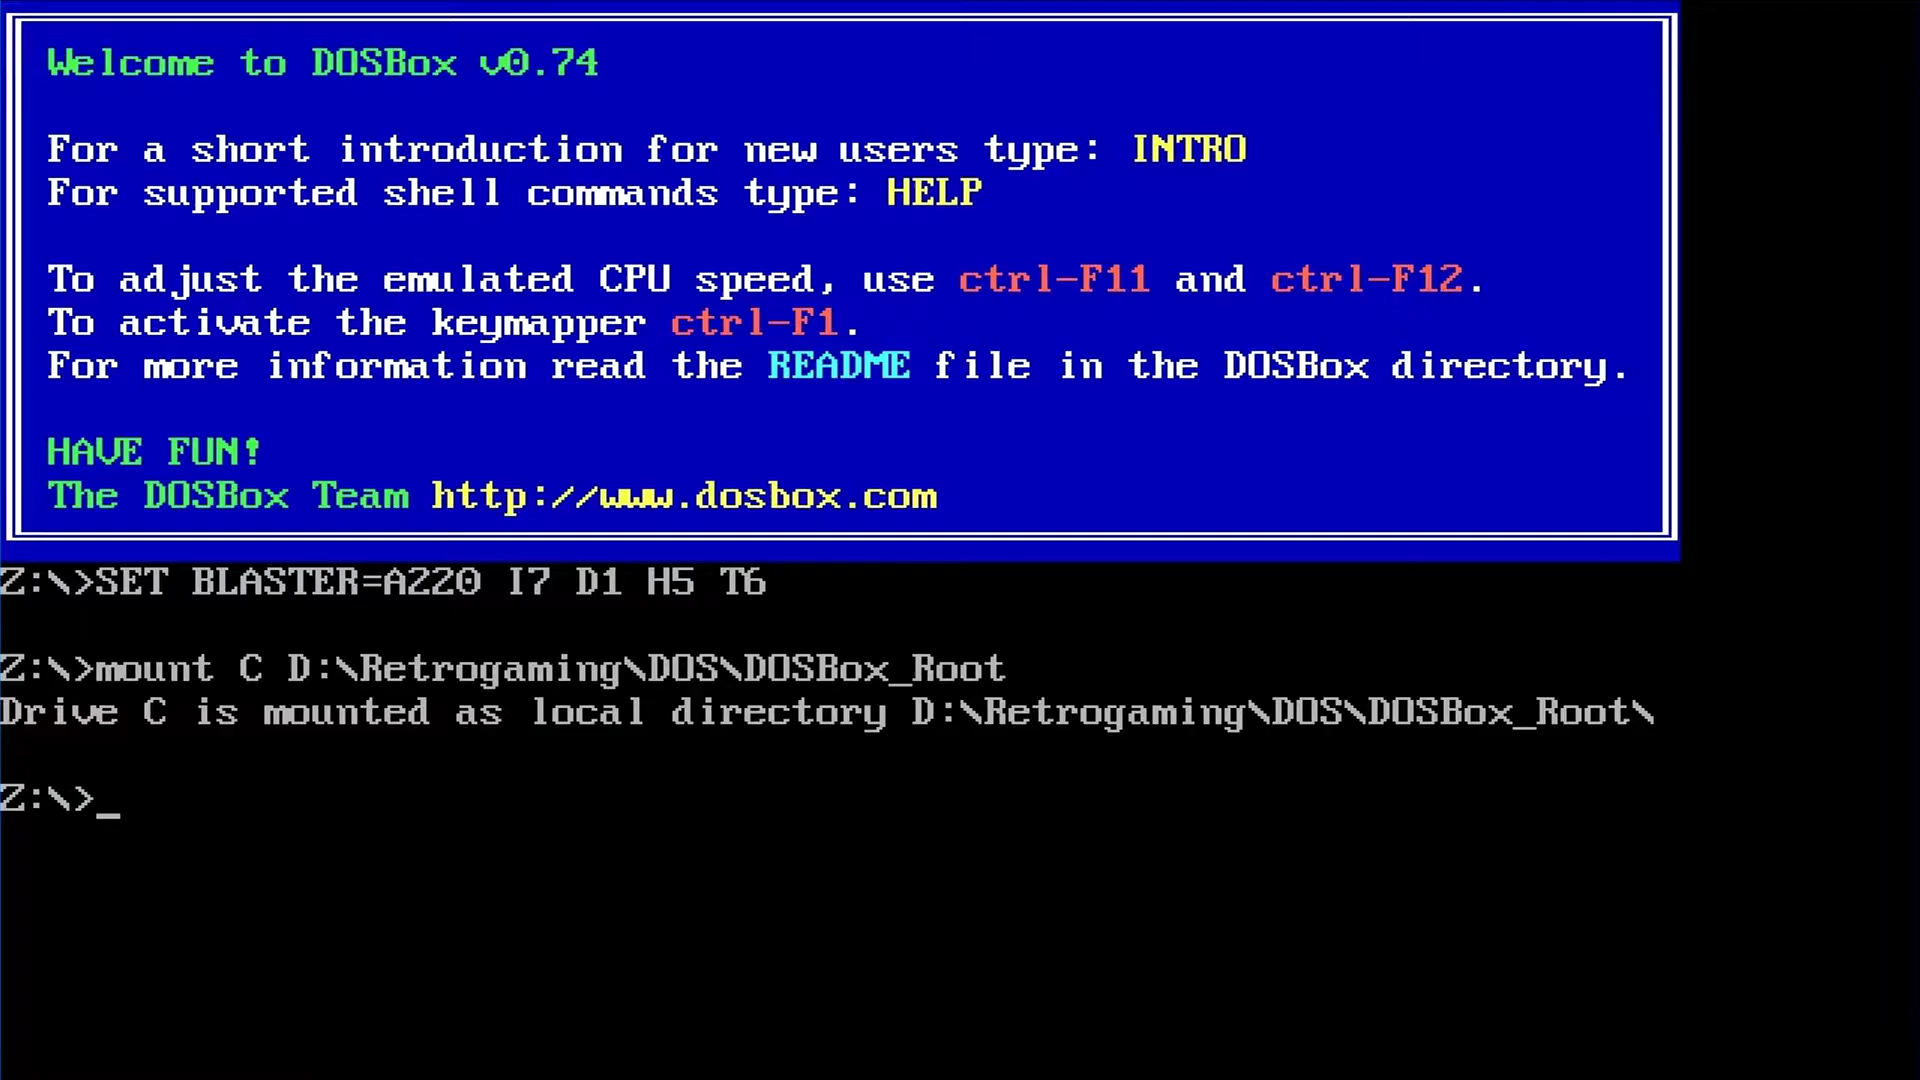 Welcome to DOSBox v0.74
For a short introduction for new users type: INTRO
For supported shell commands type: HELP
To adjust the emulated CPU speed, use ctrl-F11 and ctrl-F12.
To activate the keymapper ctrl-F1.
For more information read the README file in the DOSBox directory.
HAVE FUN!
The DOSBox Team http://www.dosbox.com
Z:\>SET BLASTER=A220 I7 D1 H5 T6
Z:\>mount C D:\Retrogaming\DOS\DOSBox_Root
Drive C is mounted as local directory D:\Retrogaming\DOS\DOSBox_Root\
Z:\>_